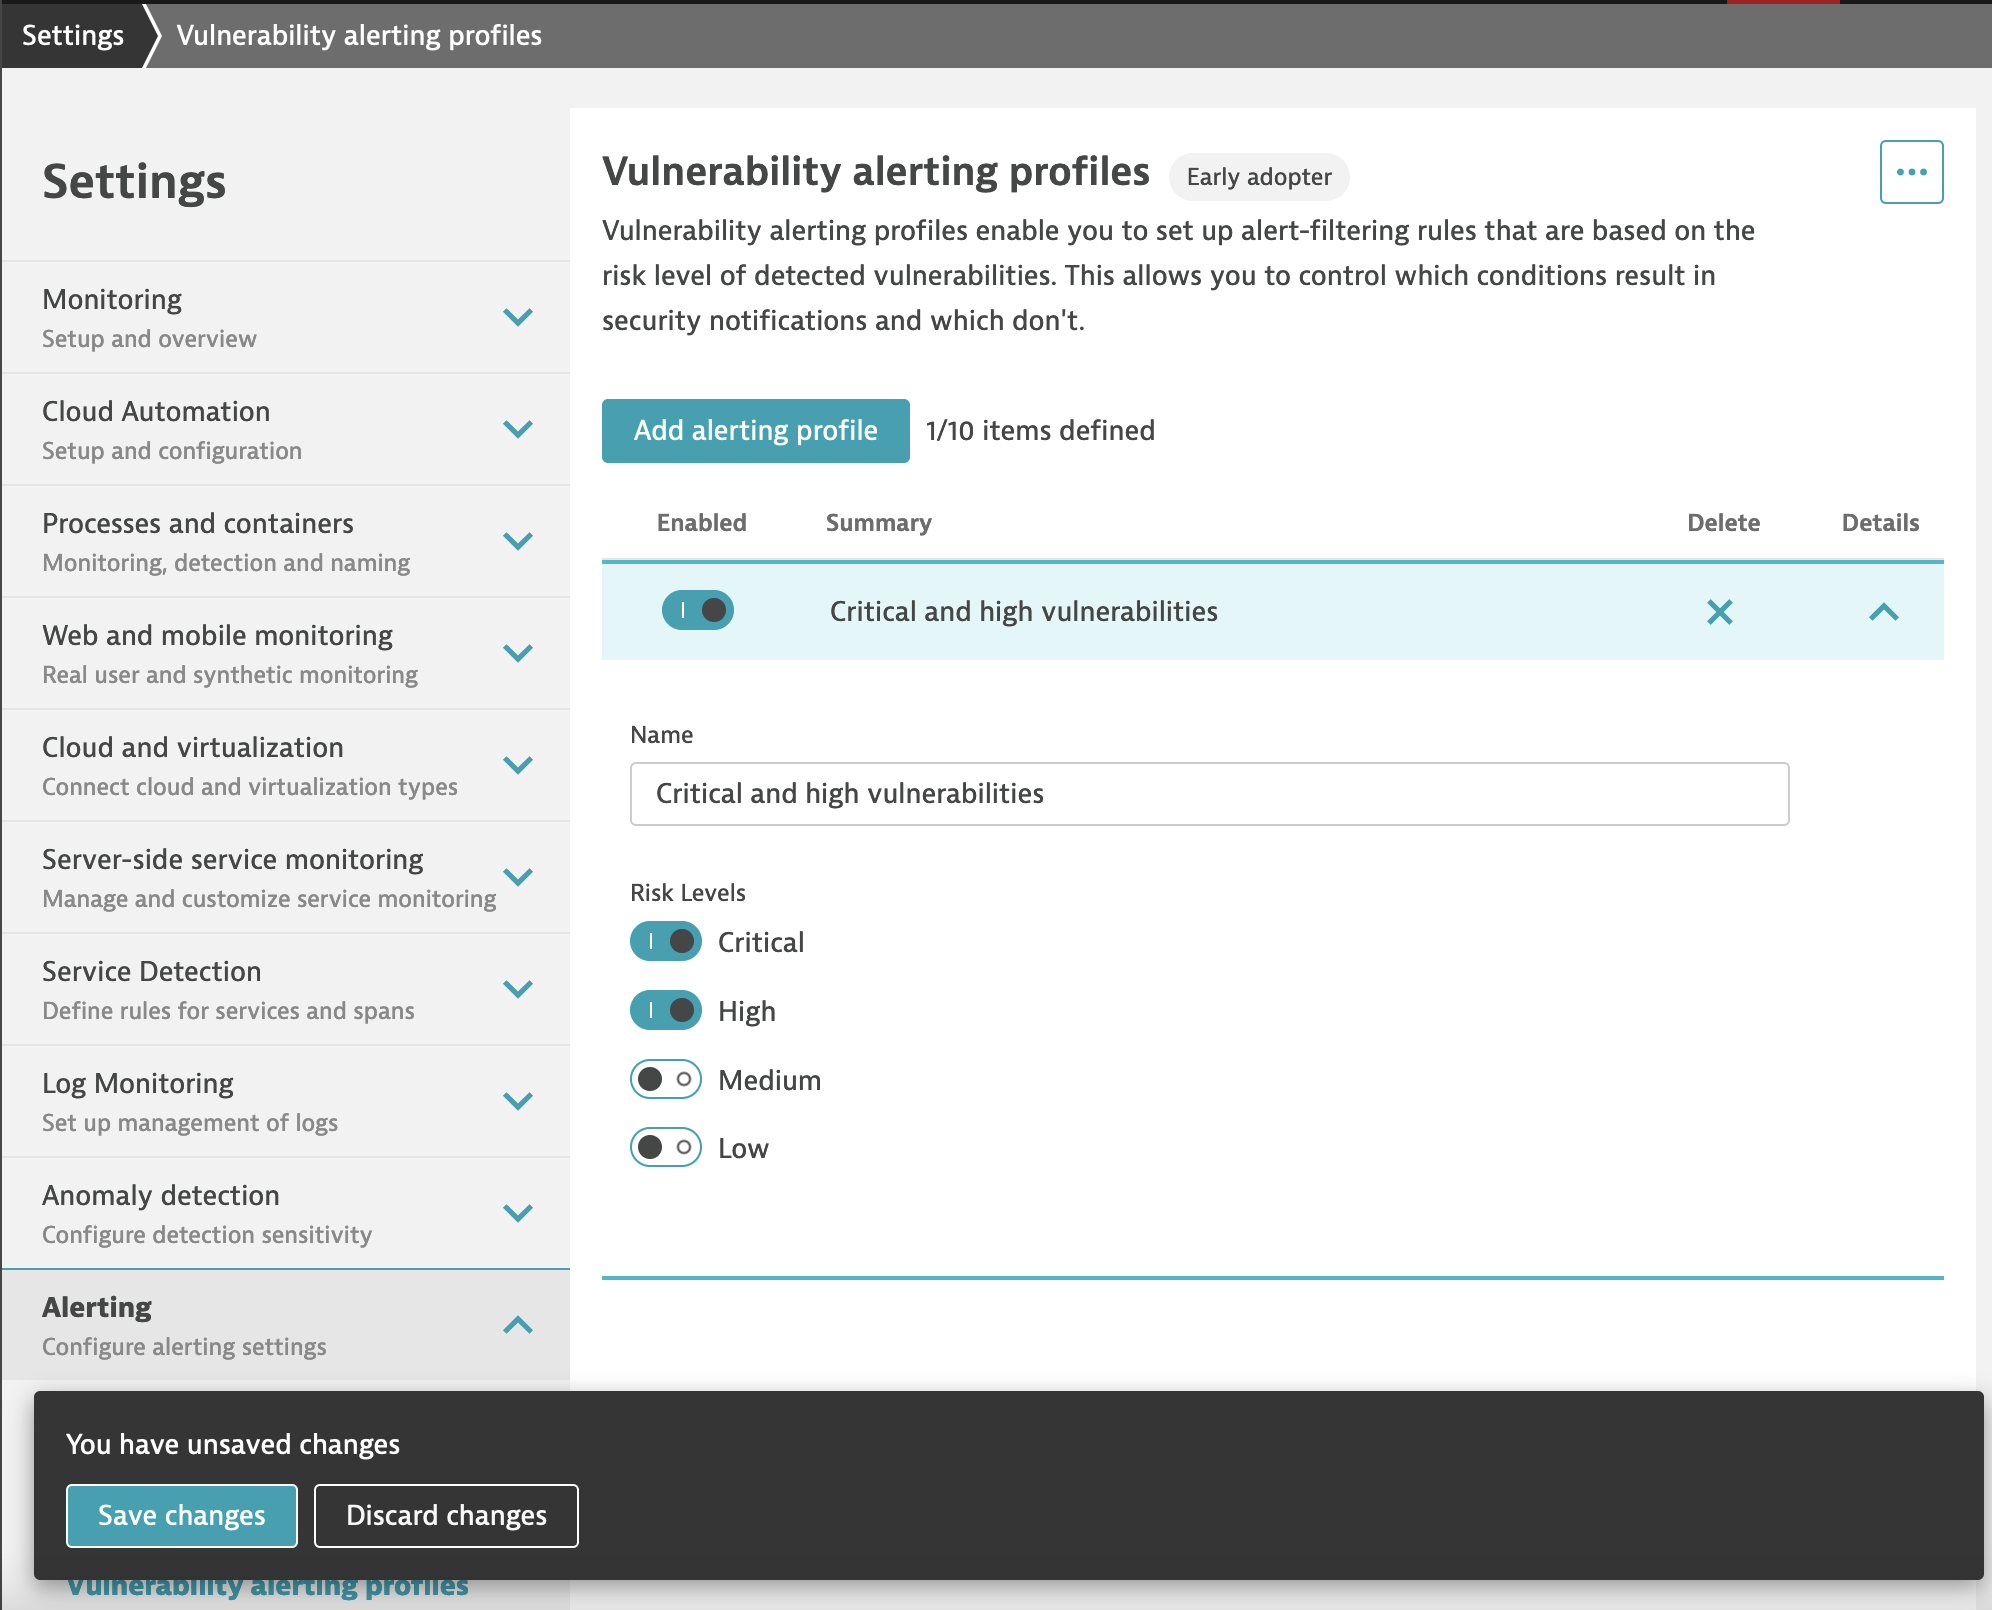 Settings
Vulnerability alerting profiles
Settings
Monitoring
Setup and overview
Cloud Automation
Setup and configuration
Processes and containers
Monitoring, detection and naming
Web and mobile monitoring
Real user and synthetic monitoring
Cloud and virtualization
Connect cloud and virtualization types
Server-side service monitoring
Manage and customize service monitoring
Service Detection
Define rules for services and spans
Log Monitoring
Set up management of logs
Anomaly detection
Configure detection sensitivity
Alerting
Configure alerting settings
Vulnerability alerting profiles
Vulnerability alerting profiles Early adopter
Vulnerability alerting profiles enable you to set up alert-filtering rules that are based on the
risk level of detected vulnerabilities. This allows you to control which conditions result in
security notifications and which don't.
Add alerting profile 1/10 items defined
Enabled Summary Delete Details
Critical and high vulnerabilities
Name
Critical and high vulnerabilities
Risk Levels
Critical
High
Medium
Low
You have unsaved changes
Save changes Discard changes